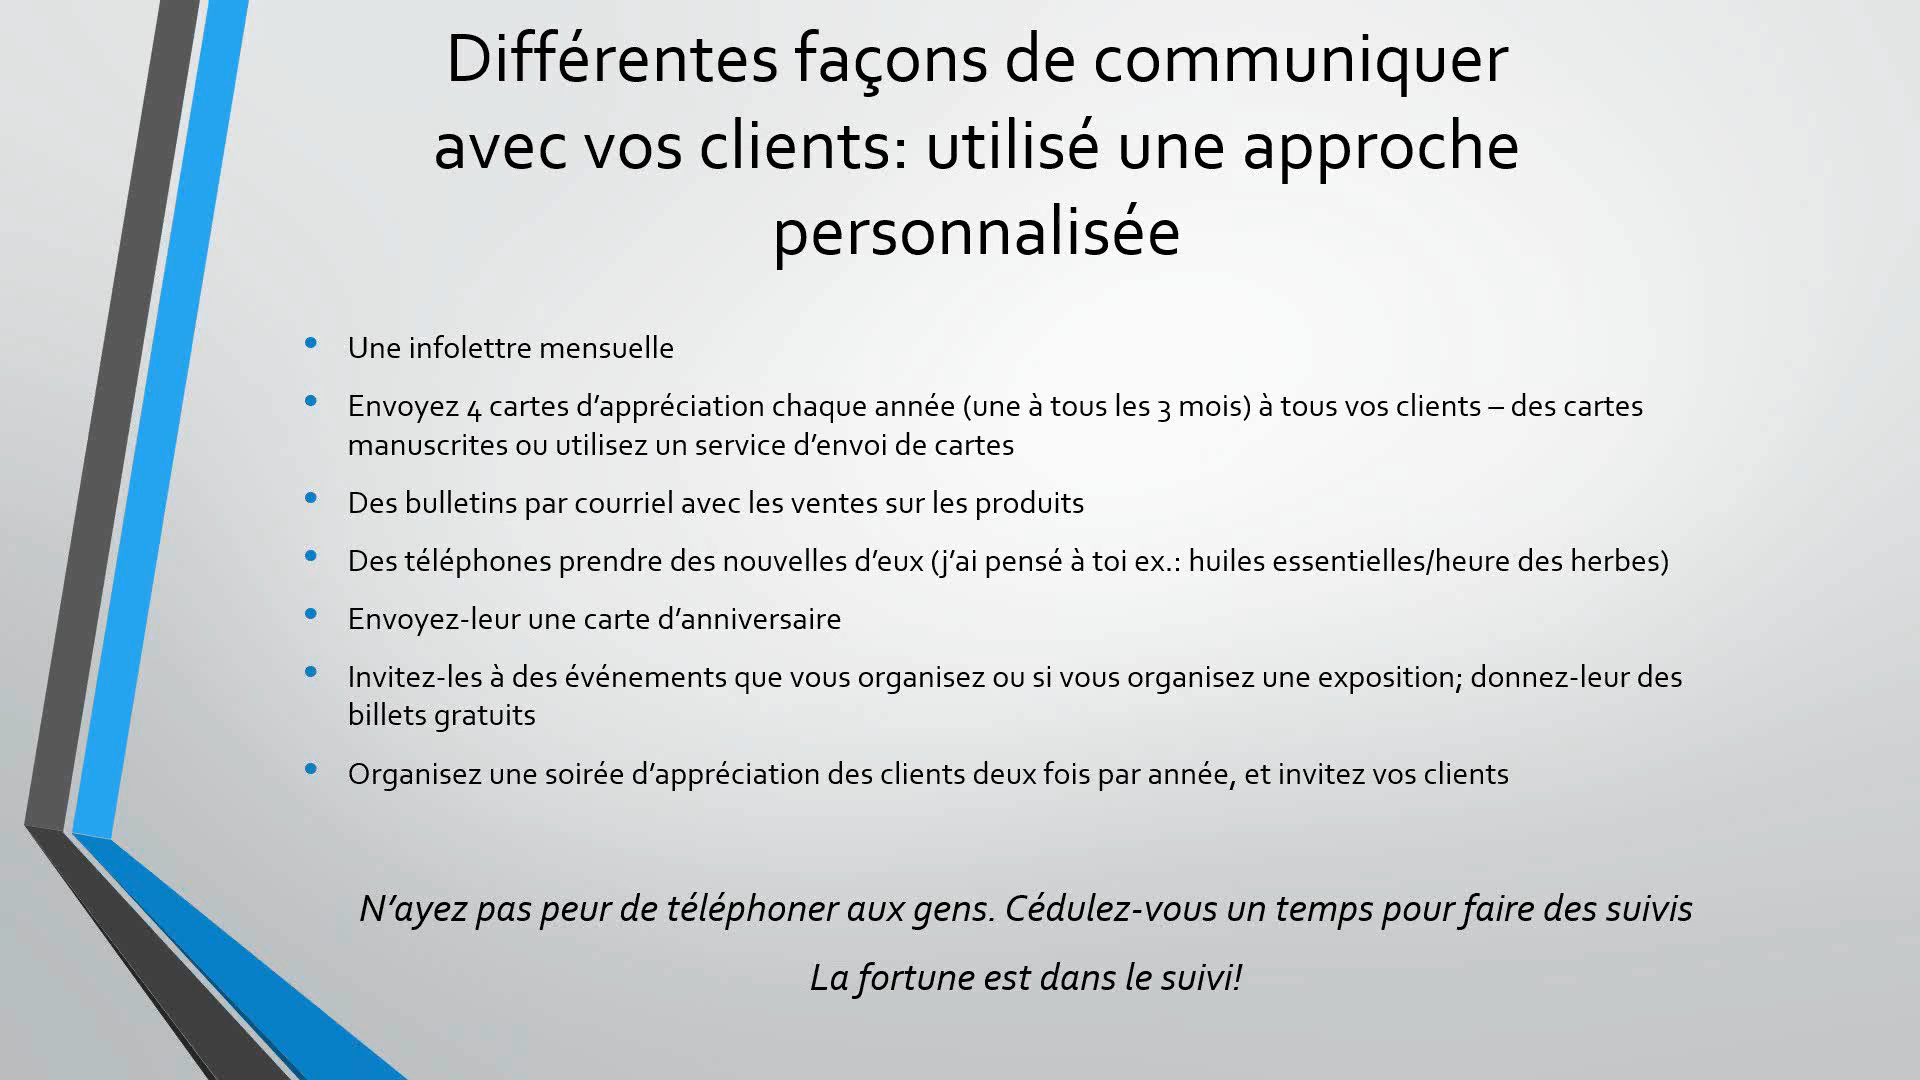 Différentes façons de communiquer
avec vos clients: utilisé une approche
personnalisée
• Une infolettre mensuelle
• Envoyez 4 cartes d’appréciation chaque année (une à tous les 3 mois) à tous vos clients – des cartes
manuscrites ou utilisez un service d’envoi de cartes
• Des bulletins par courriel avec les ventes sur les produits
• Des téléphones prendre des nouvelles d’eux (j’ai pensé à toi ex.: huiles essentielles/heure des herbes)
• Envoyez-leur une carte d’anniversaire
• Invitez-les à des événements que vous organisez ou si vous organisez une exposition; donnez-leur des
billets gratuits
• Organisez une soirée d’appréciation des clients deux fois par année, et invitez vos clients
N’ayez pas peur de téléphoner aux gens. Cédulez-vous un temps pour faire des suivis
La fortune est dans le suivi!